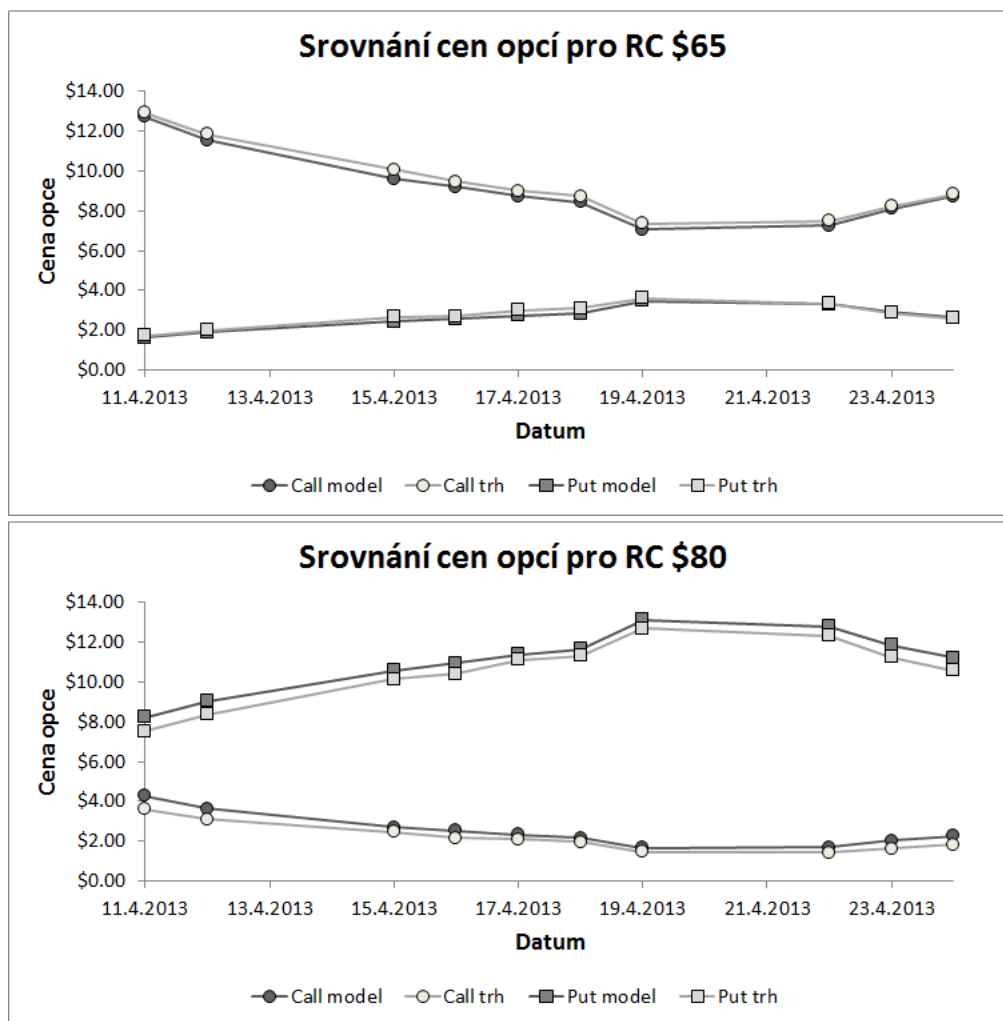 Srovnání cen opcí pro RC $65
$14.00
$12.00
$10.00
$8.00
$6.00
$4.00
$2.00
$0.00
Cena opce
11.4.2013 13.4.2013 15.4.2013 17.4.2013 19.4.2013 21.4.2013 23.4.2013
Datum
Call model Call trh Put model Put trh
Srovnání cen opcí pro RC $80
$14.00
$12.00
$10.00
$8.00
$6.00
$4.00
$2.00
$0.00
Cena opce
11.4.2013 13.4.2013 15.4.2013 17.4.2013 19.4.2013 21.4.2013 23.4.2013
Datum
Call model Call trh Put model Put trh